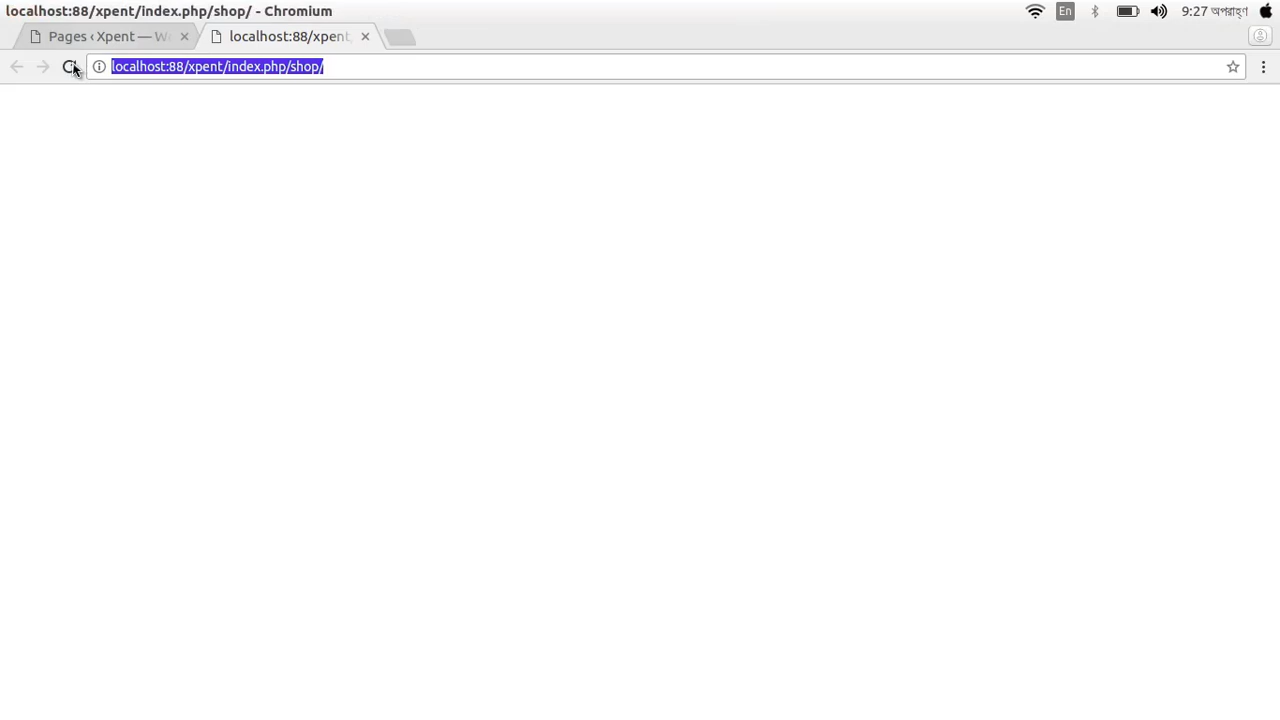 localhost:88/xpent/index.php/shop/ - Chromium
En
9:27 অপরাহ্ণ
Pages ‹ Xpent — W
localhost:88/xpent
localhost:88/xpent/index.php/shop/